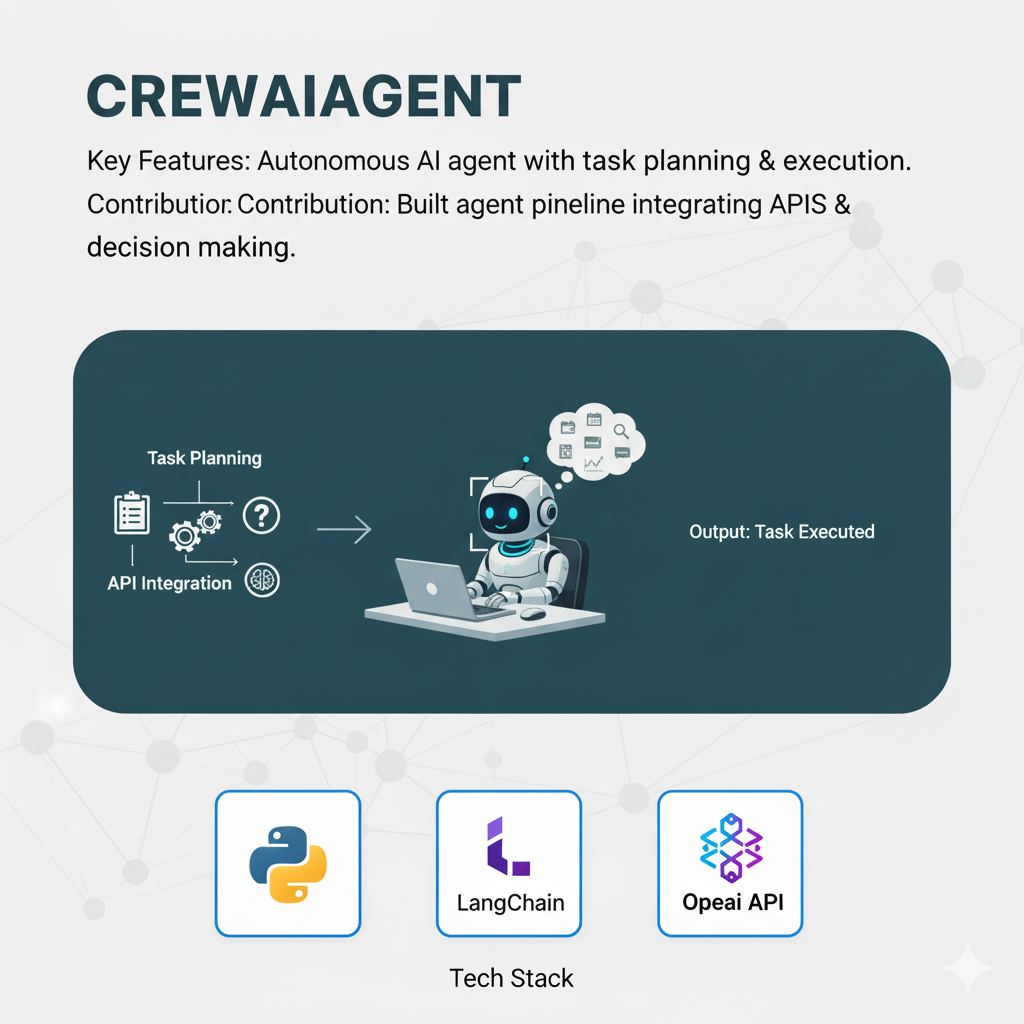 CREWAIAGENT
Key Features: Autonomous AI agent with task planning & execution.
Contributior: Contribution: Built agent pineline integrating APIS &
decision making.
Task Planning
?
API Integration
Output: Task Executed
LangChain
Opeai API
Tech Stack